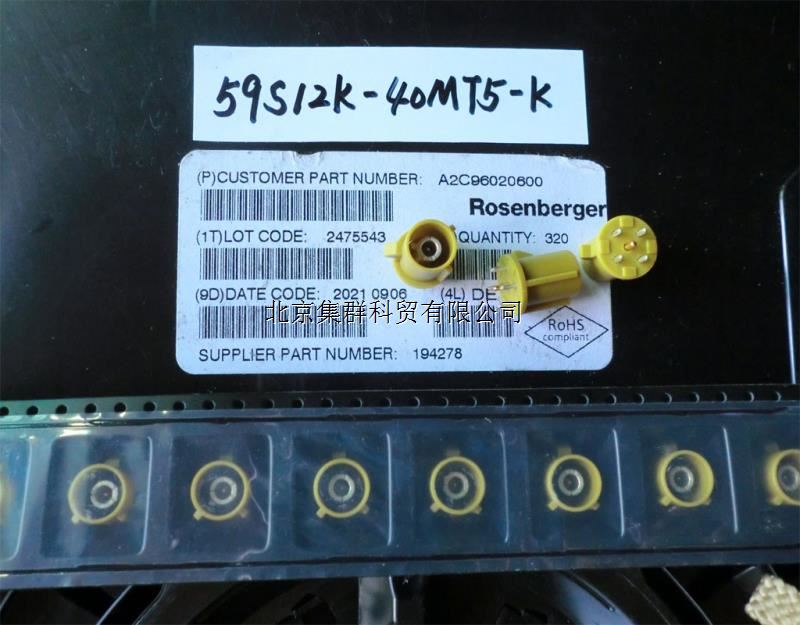 59S12K-40MT5-K
(P)CUSTOMER PART NUMBER: A2C96020600
Rosenberger
(1T)LOT CODE: 2475543 QUANTITY: 320
(9D)DATE CODE: 2021 0906 (4L) DE
北京集群科贸有限公司
RoHS
compliant
SUPPLIER PART NUMBER: 194278